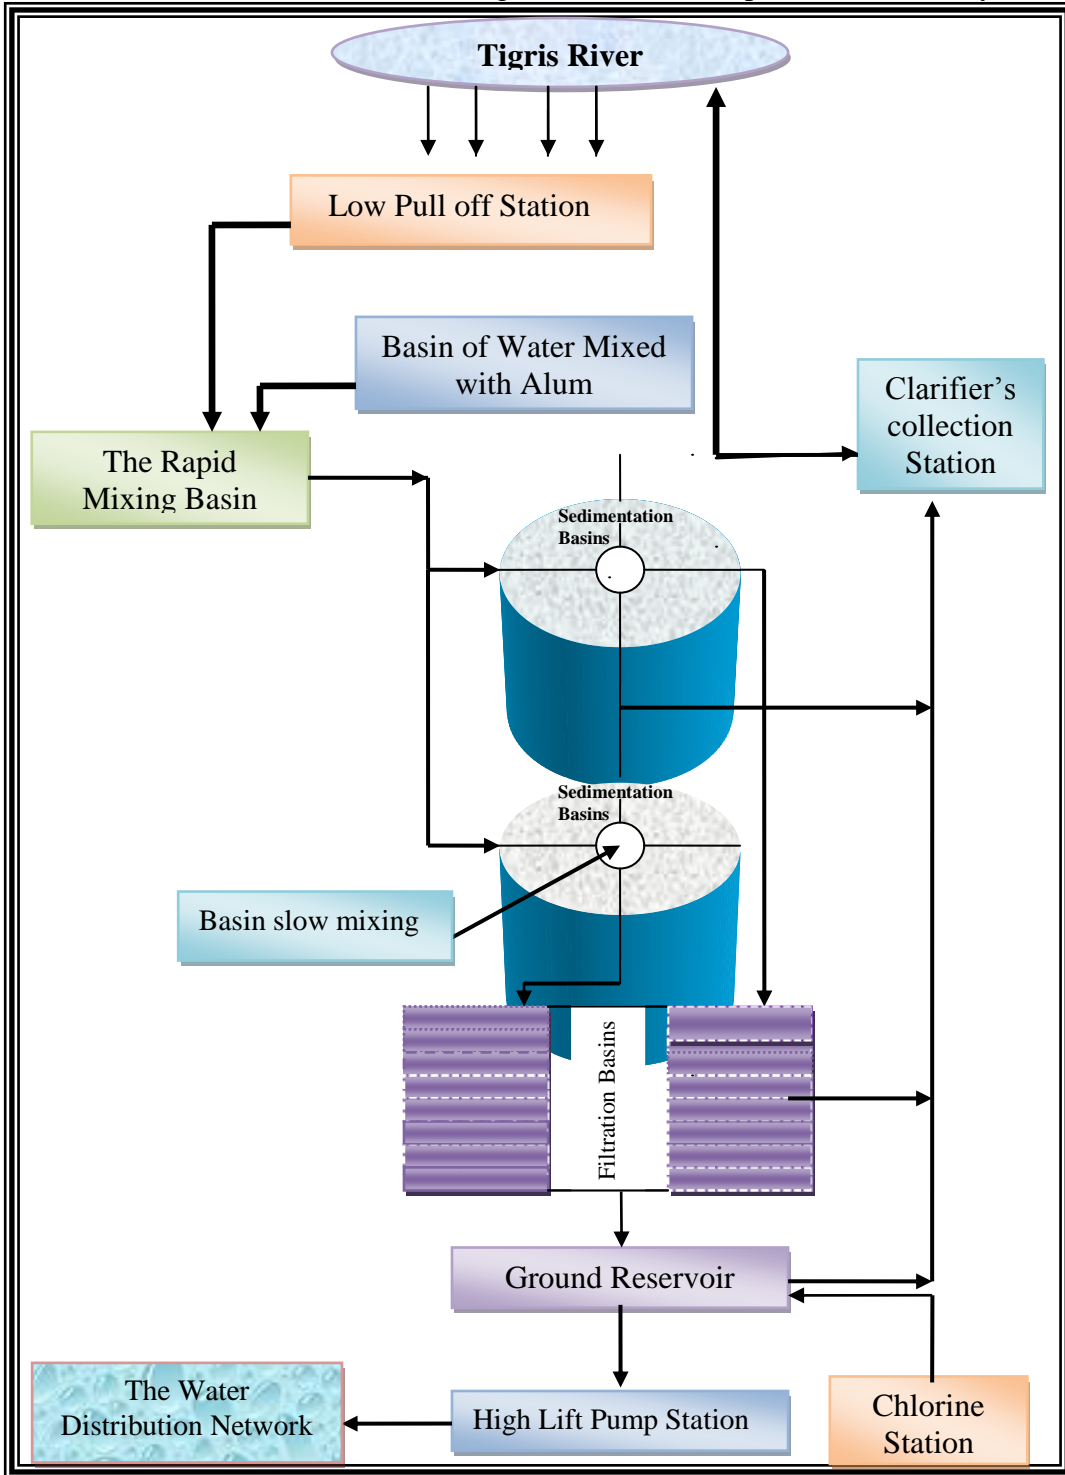 Tigris River
Low Pull off Station
Basin of Water Mixed
with Alum
Clarifier’s
collection
Station
The Rapid
Mixing Basin
Sedimentation
Basins
Sedimentation
Basins
Basin slow mixing
Filtration Basins
Ground Reservoir
The Water
Distribution Network
High Lift Pump Station
Chlorine
Station